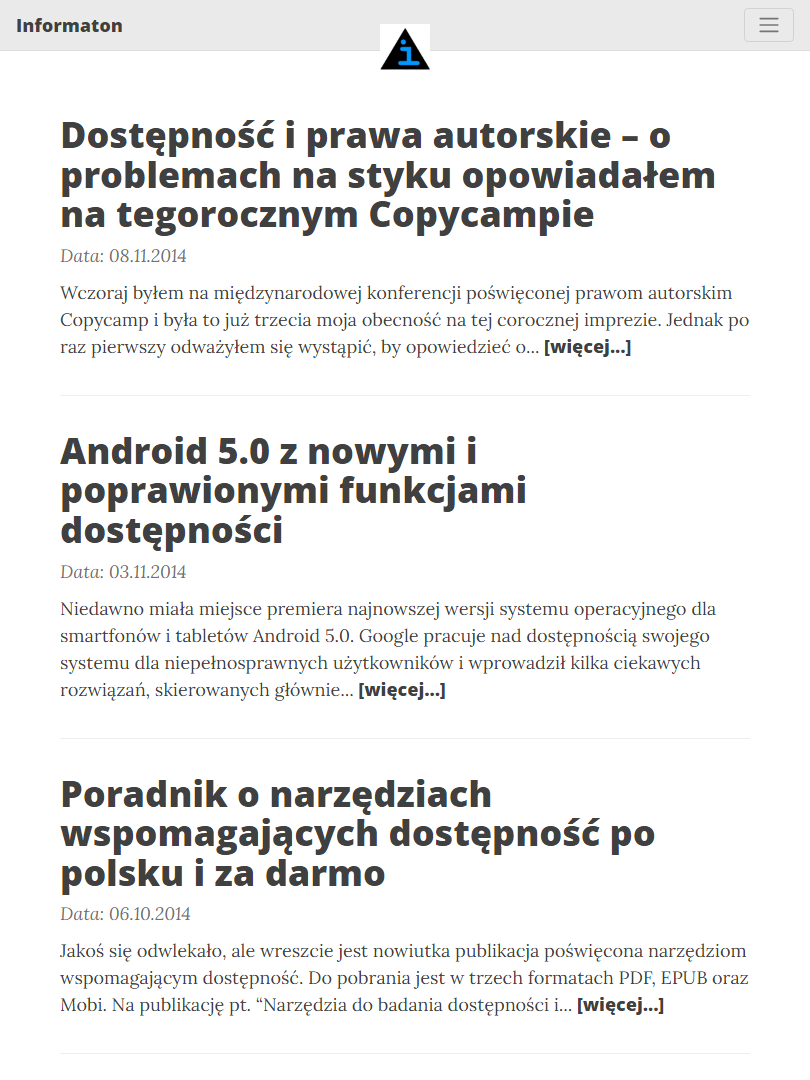 Informaton
i
Dostępność i prawa autorskie – o
problemach na styku opowiadałem
na tegorocznym Copycampie
Data: 08.11.2014
Wczoraj byłem na międzynarodowej konferencji poświęconej prawom autorskim
Copycamp i była to już trzecia moja obecność na tej corocznej imprezie. Jednak po
raz pierwszy odważyłem się wystąpić, by opowiedzieć o... [więcej...]
Android 5.0 z nowymi i
poprawionymi funkcjami
dostępności
Data: 03.11.2014
Niedawno miała miejsce premiera najnowszej wersji systemu operacyjnego dla
smartfonów i tabletów Android 5.0. Google pracuje nad dostępnością swojego
systemu dla niepełnosprawnych użytkowników i wprowadził kilka ciekawych
rozwiązań, skierowanych głównie... [więcej...]
Poradnik o narzędziach
wspomagających dostępność po
polsku i za darmo
Data: 06.10.2014
Jakoś się odwlekało, ale wreszcie jest nowiutka publikacja poświęcona narzędziom
wspomagającym dostępność. Do pobrania jest w trzech formatach PDF, EPUB oraz
Mobi. Na publikację pt. “Narzędzia do badania dostępności i... [więcej...]